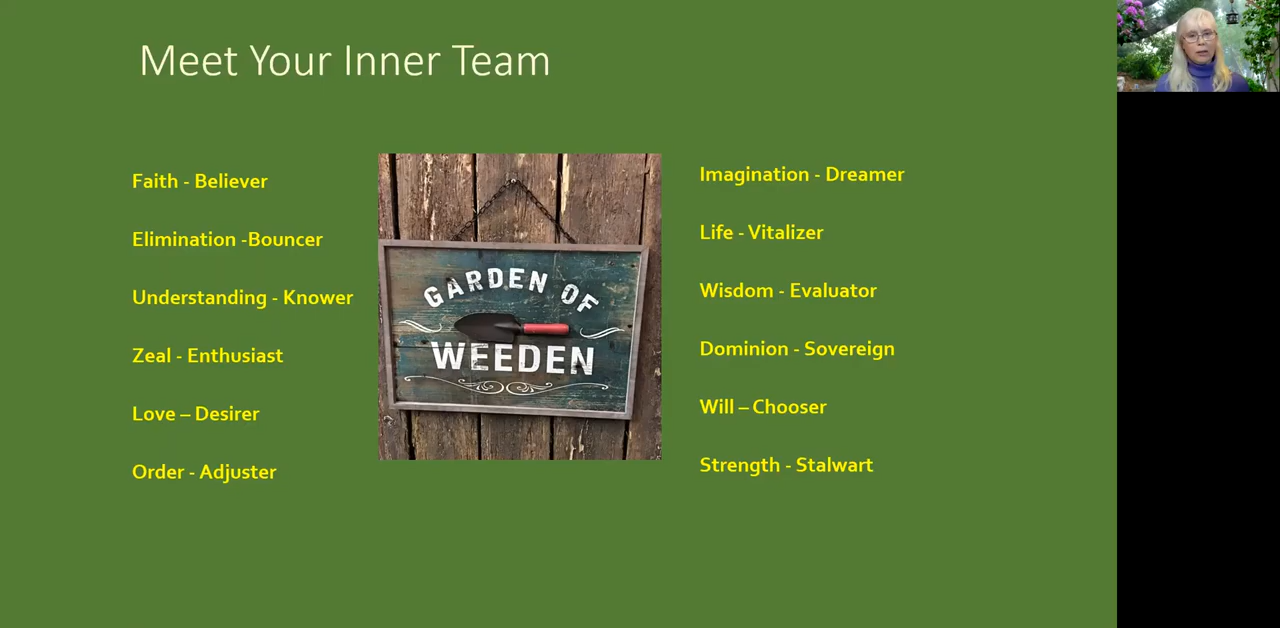 Meet Your Inner Team
Faith - Believer
Elimination -Bouncer
Understanding - Knower
Zeal - Enthusiast
Love – Desirer
Order - Adjuster
GARDEN OF
WEEDEN
Imagination - Dreamer
Life - Vitalizer
Wisdom - Evaluator
Dominion - Sovereign
Will – Chooser
Strength - Stalwart